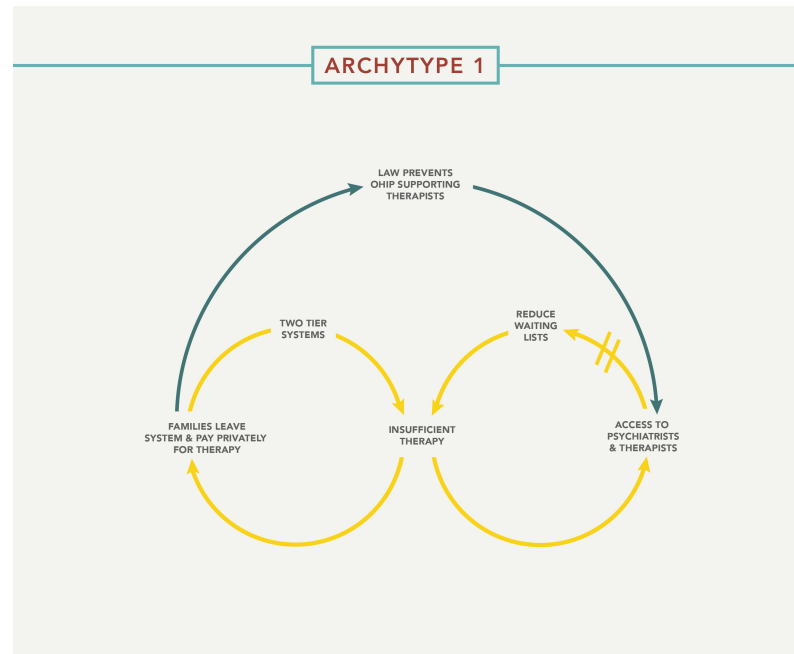 ARCHYTYPE 1
LAW PREVENTS
OHIP SUPPORTING
THERAPISTS
TWO TIER
SYSTEMS
REDUCE
WAITING
LISTS
FAMILIES LEAVE
SYSTEM & PAY PRIVATELY
FOR THERAPY
INSUFFICIENT
THERAPY
ACCESS TO
PSYCHIATRISTS
& THERAPISTS